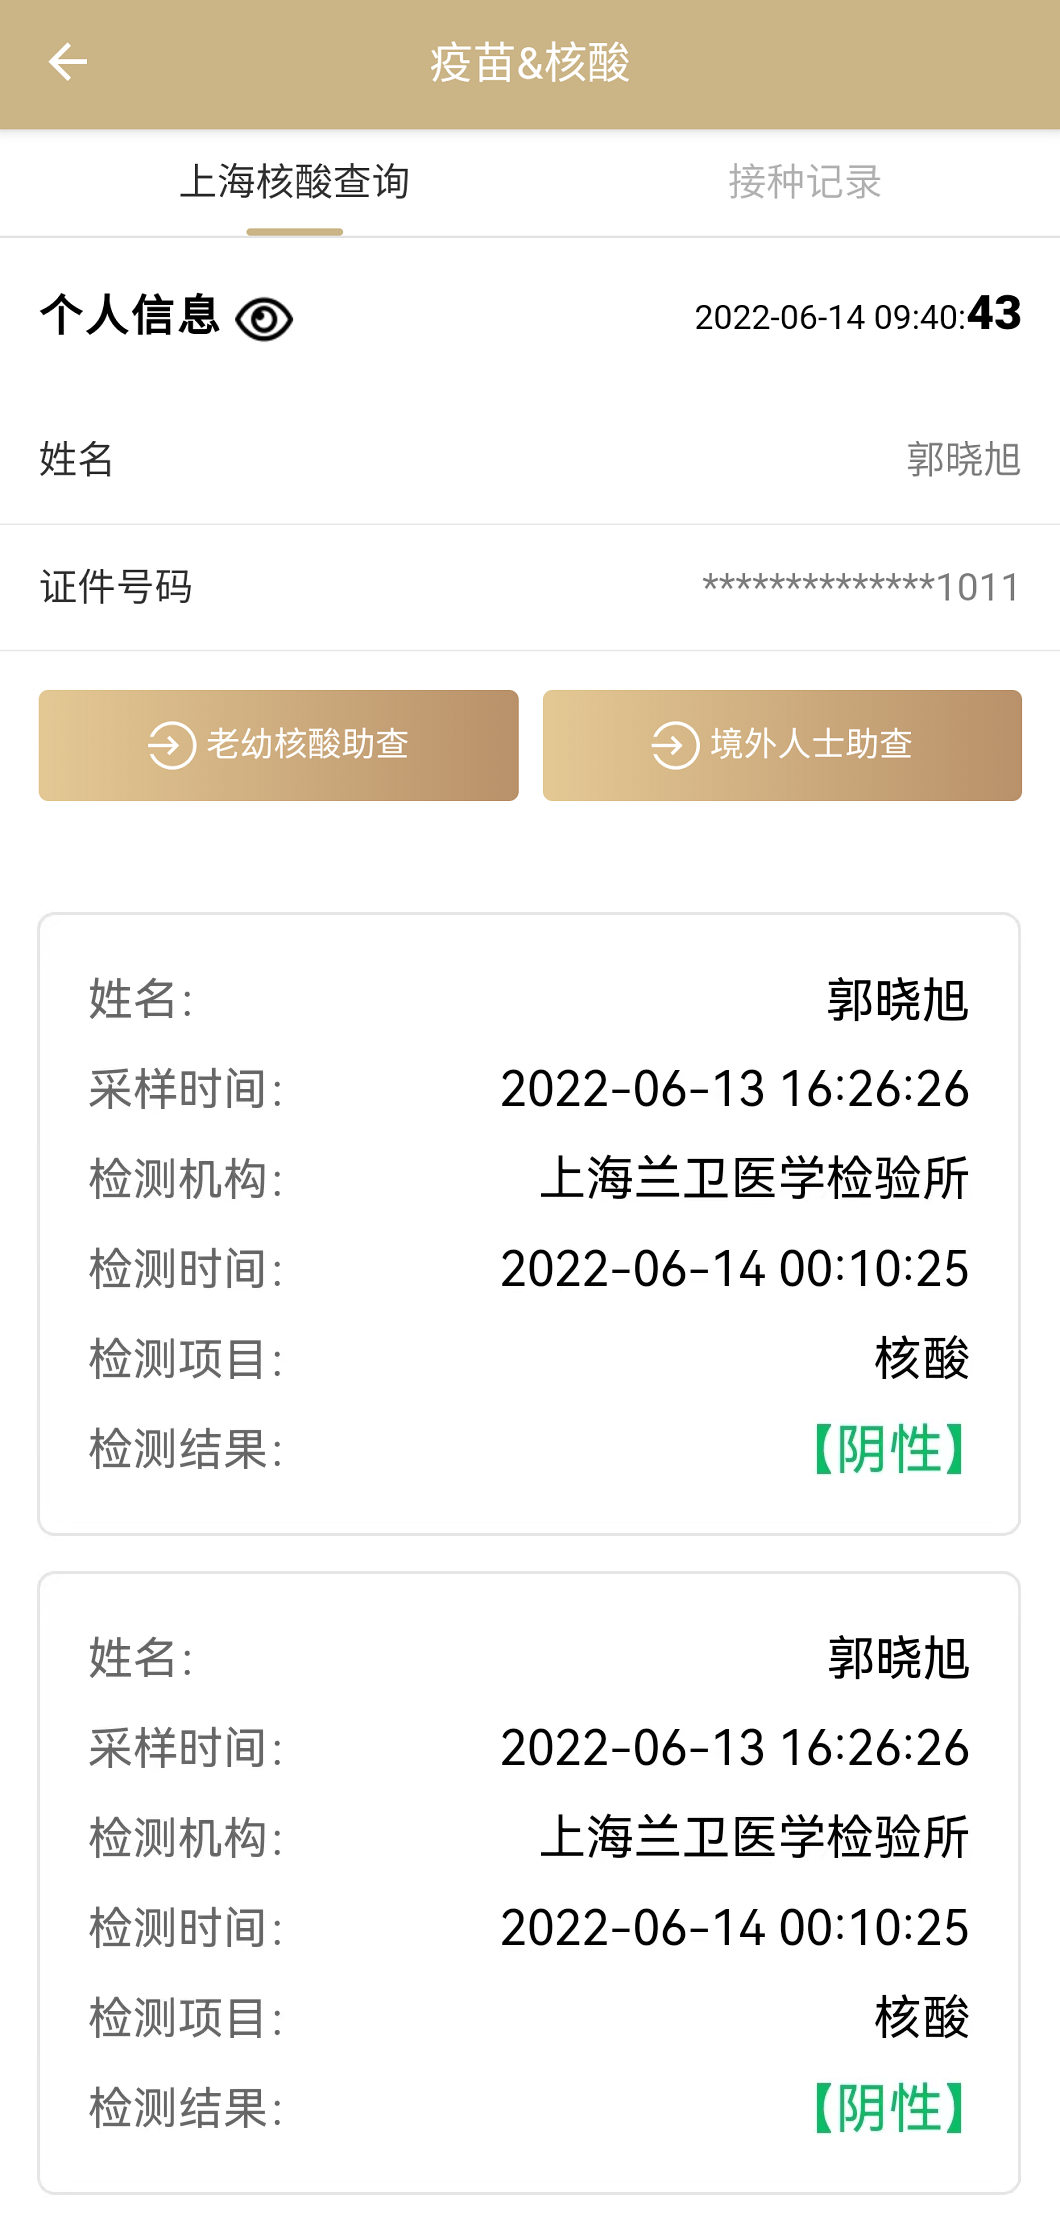 疫苗&核酸
上海核酸查询 接种记录
个人信息 2022-06-14 09:40:43
姓名 郭晓旭
证件号码 **************1011
老幼核酸助查 境外人士助查
姓名: 郭晓旭
采样时间: 2022-06-13 16:26:26
检测机构: 上海兰卫医学检验所
检测时间: 2022-06-14 00:10:25
检测项目: 核酸
检测结果: 【阴性】
姓名: 郭晓旭
采样时间: 2022-06-13 16:26:26
检测机构: 上海兰卫医学检验所
检测时间: 2022-06-14 00:10:25
检测项目: 核酸
检测结果: 【阴性】